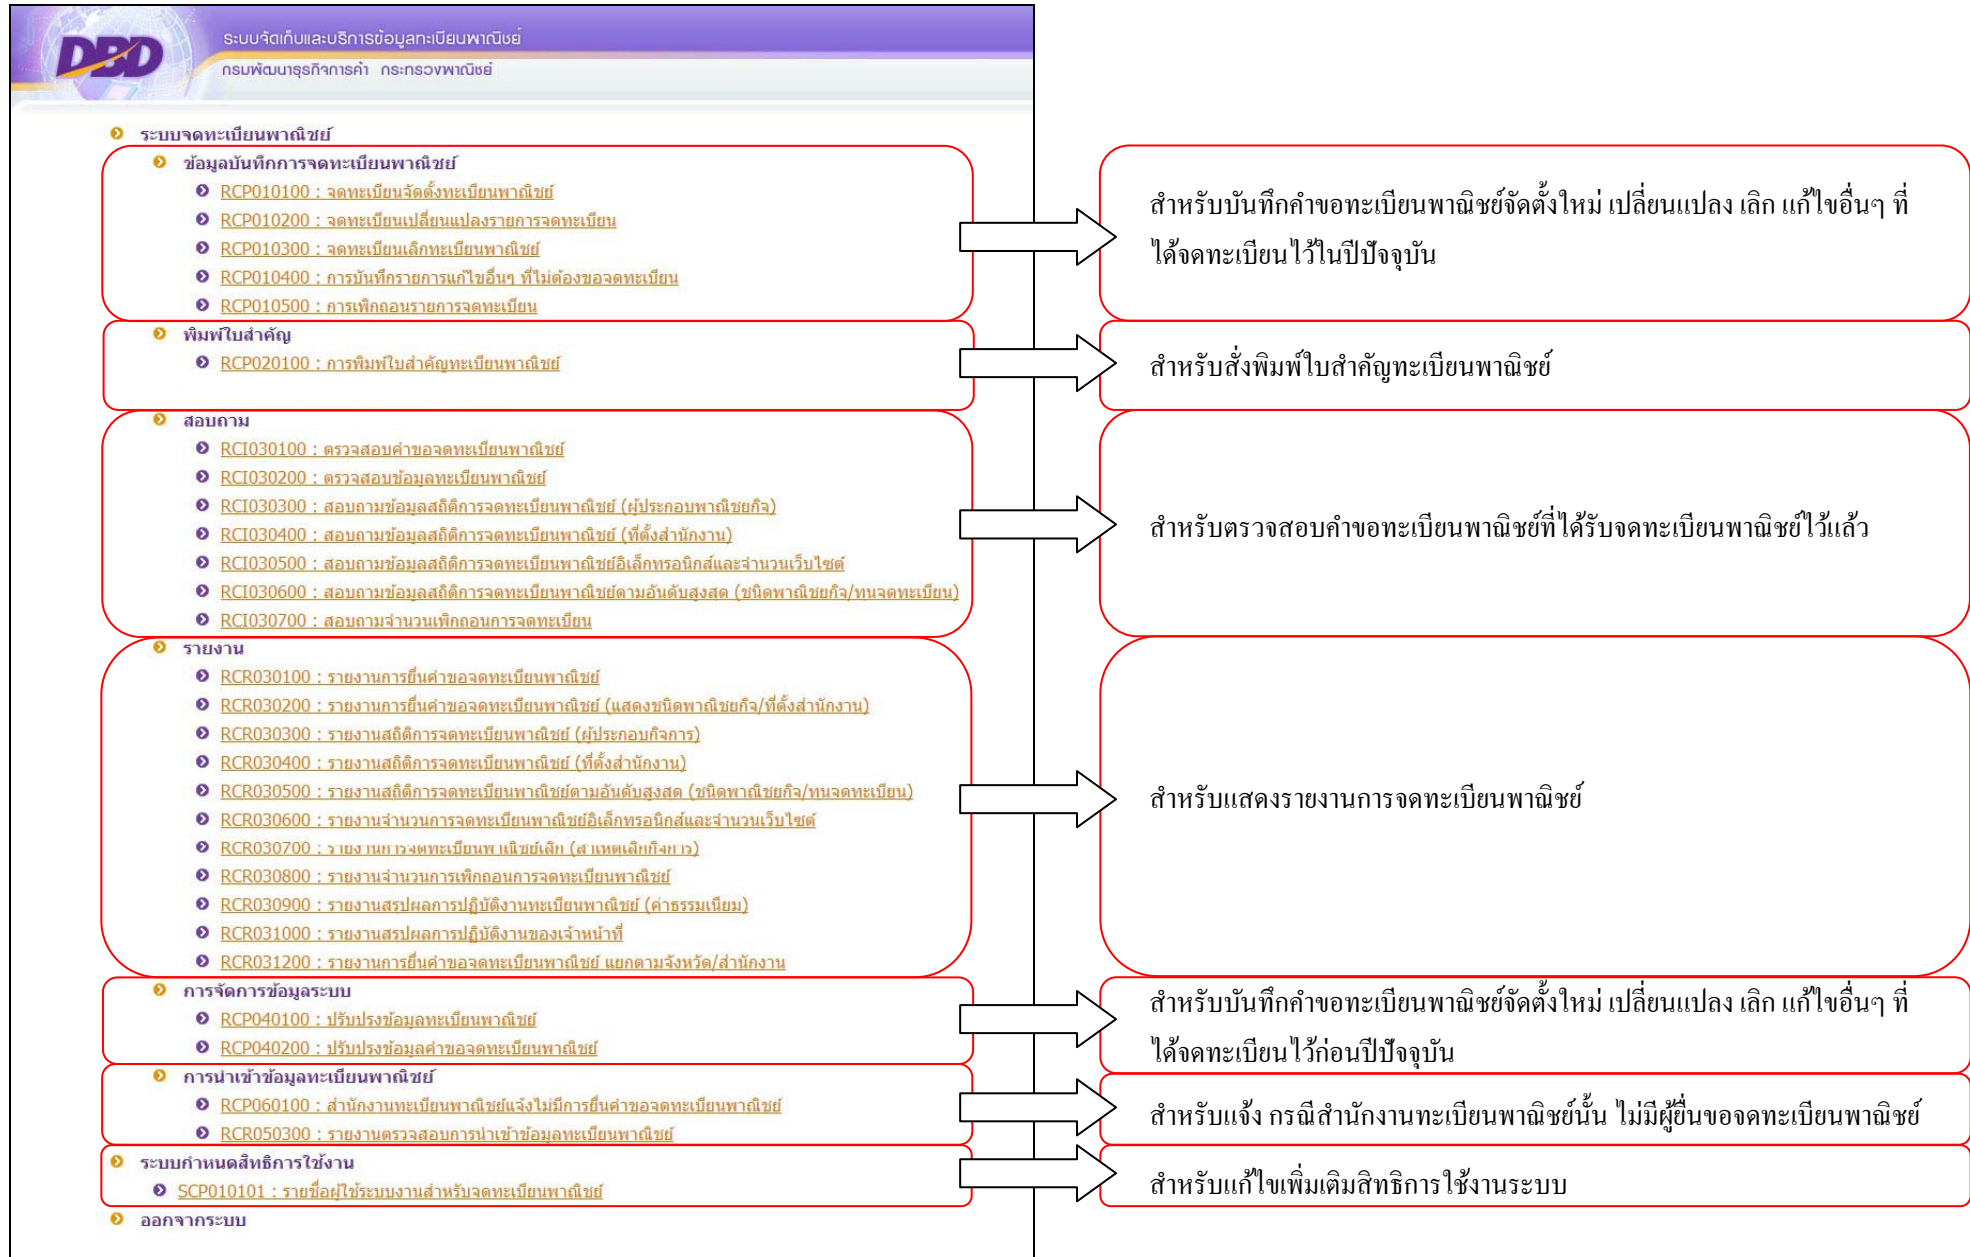 DBD
ระบบจัดเก็บและบริการข้อมูลทะเบียนพาณิชย์
กรมพัฒนาธุรกิจการค้า กระทรวงพาณิชย์
ระบบจดทะเบียนพาณิชย์
ข้อมูลบันทึกการจดทะเบียนพาณิชย์
RCP010100 : จดทะเบียนจัดตั้งทะเบียนพาณิชย์
RCP010200 : จดทะเบียนเปลี่ยนแปลงรายการจดทะเบียน
RCP010300 : จดทะเบียนเลิกทะเบียนพาณิชย์
RCP010400 : การบันทึกรายการแก้ไขอื่นๆ ที่ไม่ต้องขอจดทะเบียน
RCP010500 : การเพิกถอนรายการจดทะเบียน
สำหรับบันทึกคำขอทะเบียนพาณิชย์จัดตั้งใหม่ เปลี่ยนแปลง เลิก แก้ไขอื่นๆ ที่
ได้จดทะเบียนไว้ในปีปัจจุบัน
พิมพ์ใบสำคัญ
RCP020100 : การพิมพ์ใบสำคัญทะเบียนพาณิชย์
สำหรับสั่งพิมพ์ใบสำคัญทะเบียนพาณิชย์
สอบถาม
RCI030100 : ตรวจสอบคำขอจดทะเบียนพาณิชย์
RCI030200 : ตรวจสอบข้อมูลทะเบียนพาณิชย์
RCI030300 : สอบถามข้อมูลสถิติการจดทะเบียนพาณิชย์ (ผู้ประกอบพาณิชยกิจ)
RCI030400 : สอบถามข้อมูลสถิติการจดทะเบียนพาณิชย์ (ที่ตั้งสำนักงาน)
RCI030500 : สอบถามข้อมูลสถิติการจดทะเบียนพาณิชย์อิเล็กทรอนิกส์และจำนวนเว็บไซต์
RCI030600 : สอบถามข้อมูลสถิติการจดทะเบียนพาณิชย์ตามอันดับสูงสุด (ชนิดพาณิชยกิจ/ทุนจดทะเบียน)
RCI030700 : สอบถามจำนวนเพิกถอนการจดทะเบียน
สำหรับตรวจสอบคำขอทะเบียนพาณิชย์ที่ได้รับจดทะเบียนพาณิชย์ไว้แล้ว
รายงาน
RCR030100 : รายงานการยื่นคำขอจดทะเบียนพาณิชย์
RCR030200 : รายงานการยื่นคำขอจดทะเบียนพาณิชย์ (แสดงชนิดพาณิชยกิจ/ที่ตั้งสำนักงาน)
RCR030300 : รายงานสถิติการจดทะเบียนพาณิชย์ (ผู้ประกอบกิจการ)
RCR030400 : รายงานสถิติการจดทะเบียนพาณิชย์ (ที่ตั้งสำนักงาน)
RCR030500 : รายงานสถิติการจดทะเบียนพาณิชย์ตามอันดับสูงสุด (ชนิดพาณิชยกิจ/ทุนจดทะเบียน)
RCR030600 : รายงานจำนวนการจดทะเบียนพาณิชย์อิเล็กทรอนิกส์และจำนวนเว็บไซต์
RCR030700 : รายงานการจดทะเบียนพาณิชย์เลิก (สาเหตุเลิกกิจการ)
RCR030800 : รายงานจำนวนการเพิกถอนการจดทะเบียนพาณิชย์
RCR030900 : รายงานสรุปผลการปฏิบัติงานทะเบียนพาณิชย์ (ค่าธรรมเนียม)
RCR031000 : รายงานสรุปผลการปฏิบัติงานของเจ้าหน้าที่
RCR031200 : รายงานการยื่นคำขอจดทะเบียนพาณิชย์ แยกตามจังหวัด/สำนักงาน
สำหรับแสดงรายงานการจดทะเบียนพาณิชย์
การจัดการข้อมูลระบบ
RCP040100 : ปรับปรุงข้อมูลทะเบียนพาณิชย์
RCP040200 : ปรับปรุงข้อมูลคำขอจดทะเบียนพาณิชย์
สำหรับบันทึกคำขอทะเบียนพาณิชย์จัดตั้งใหม่ เปลี่ยนแปลง เลิก แก้ไขอื่นๆ ที่
ได้จดทะเบียนไว้ก่อนปีปัจจุบัน
การนำเข้าข้อมูลทะเบียนพาณิชย์
RCP060100 : สำนักงานทะเบียนพาณิชย์แจ้งไม่มีการยื่นคำขอจดทะเบียนพาณิชย์
RCR050300 : รายงานตรวจสอบการนำเข้าข้อมูลทะเบียนพาณิชย์
สำหรับแจ้ง กรณีสำนักงานทะเบียนพาณิชย์นั้น ไม่มีผู้ยื่นขอจดทะเบียนพาณิชย์
ระบบกำหนดสิทธิการใช้งาน
SCP010101 : รายชื่อผู้ใช้ระบบงานสำหรับจดทะเบียนพาณิชย์
สำหรับแก้ไขเพิ่มเติมสิทธิการใช้งานระบบ
ออกจากระบบ